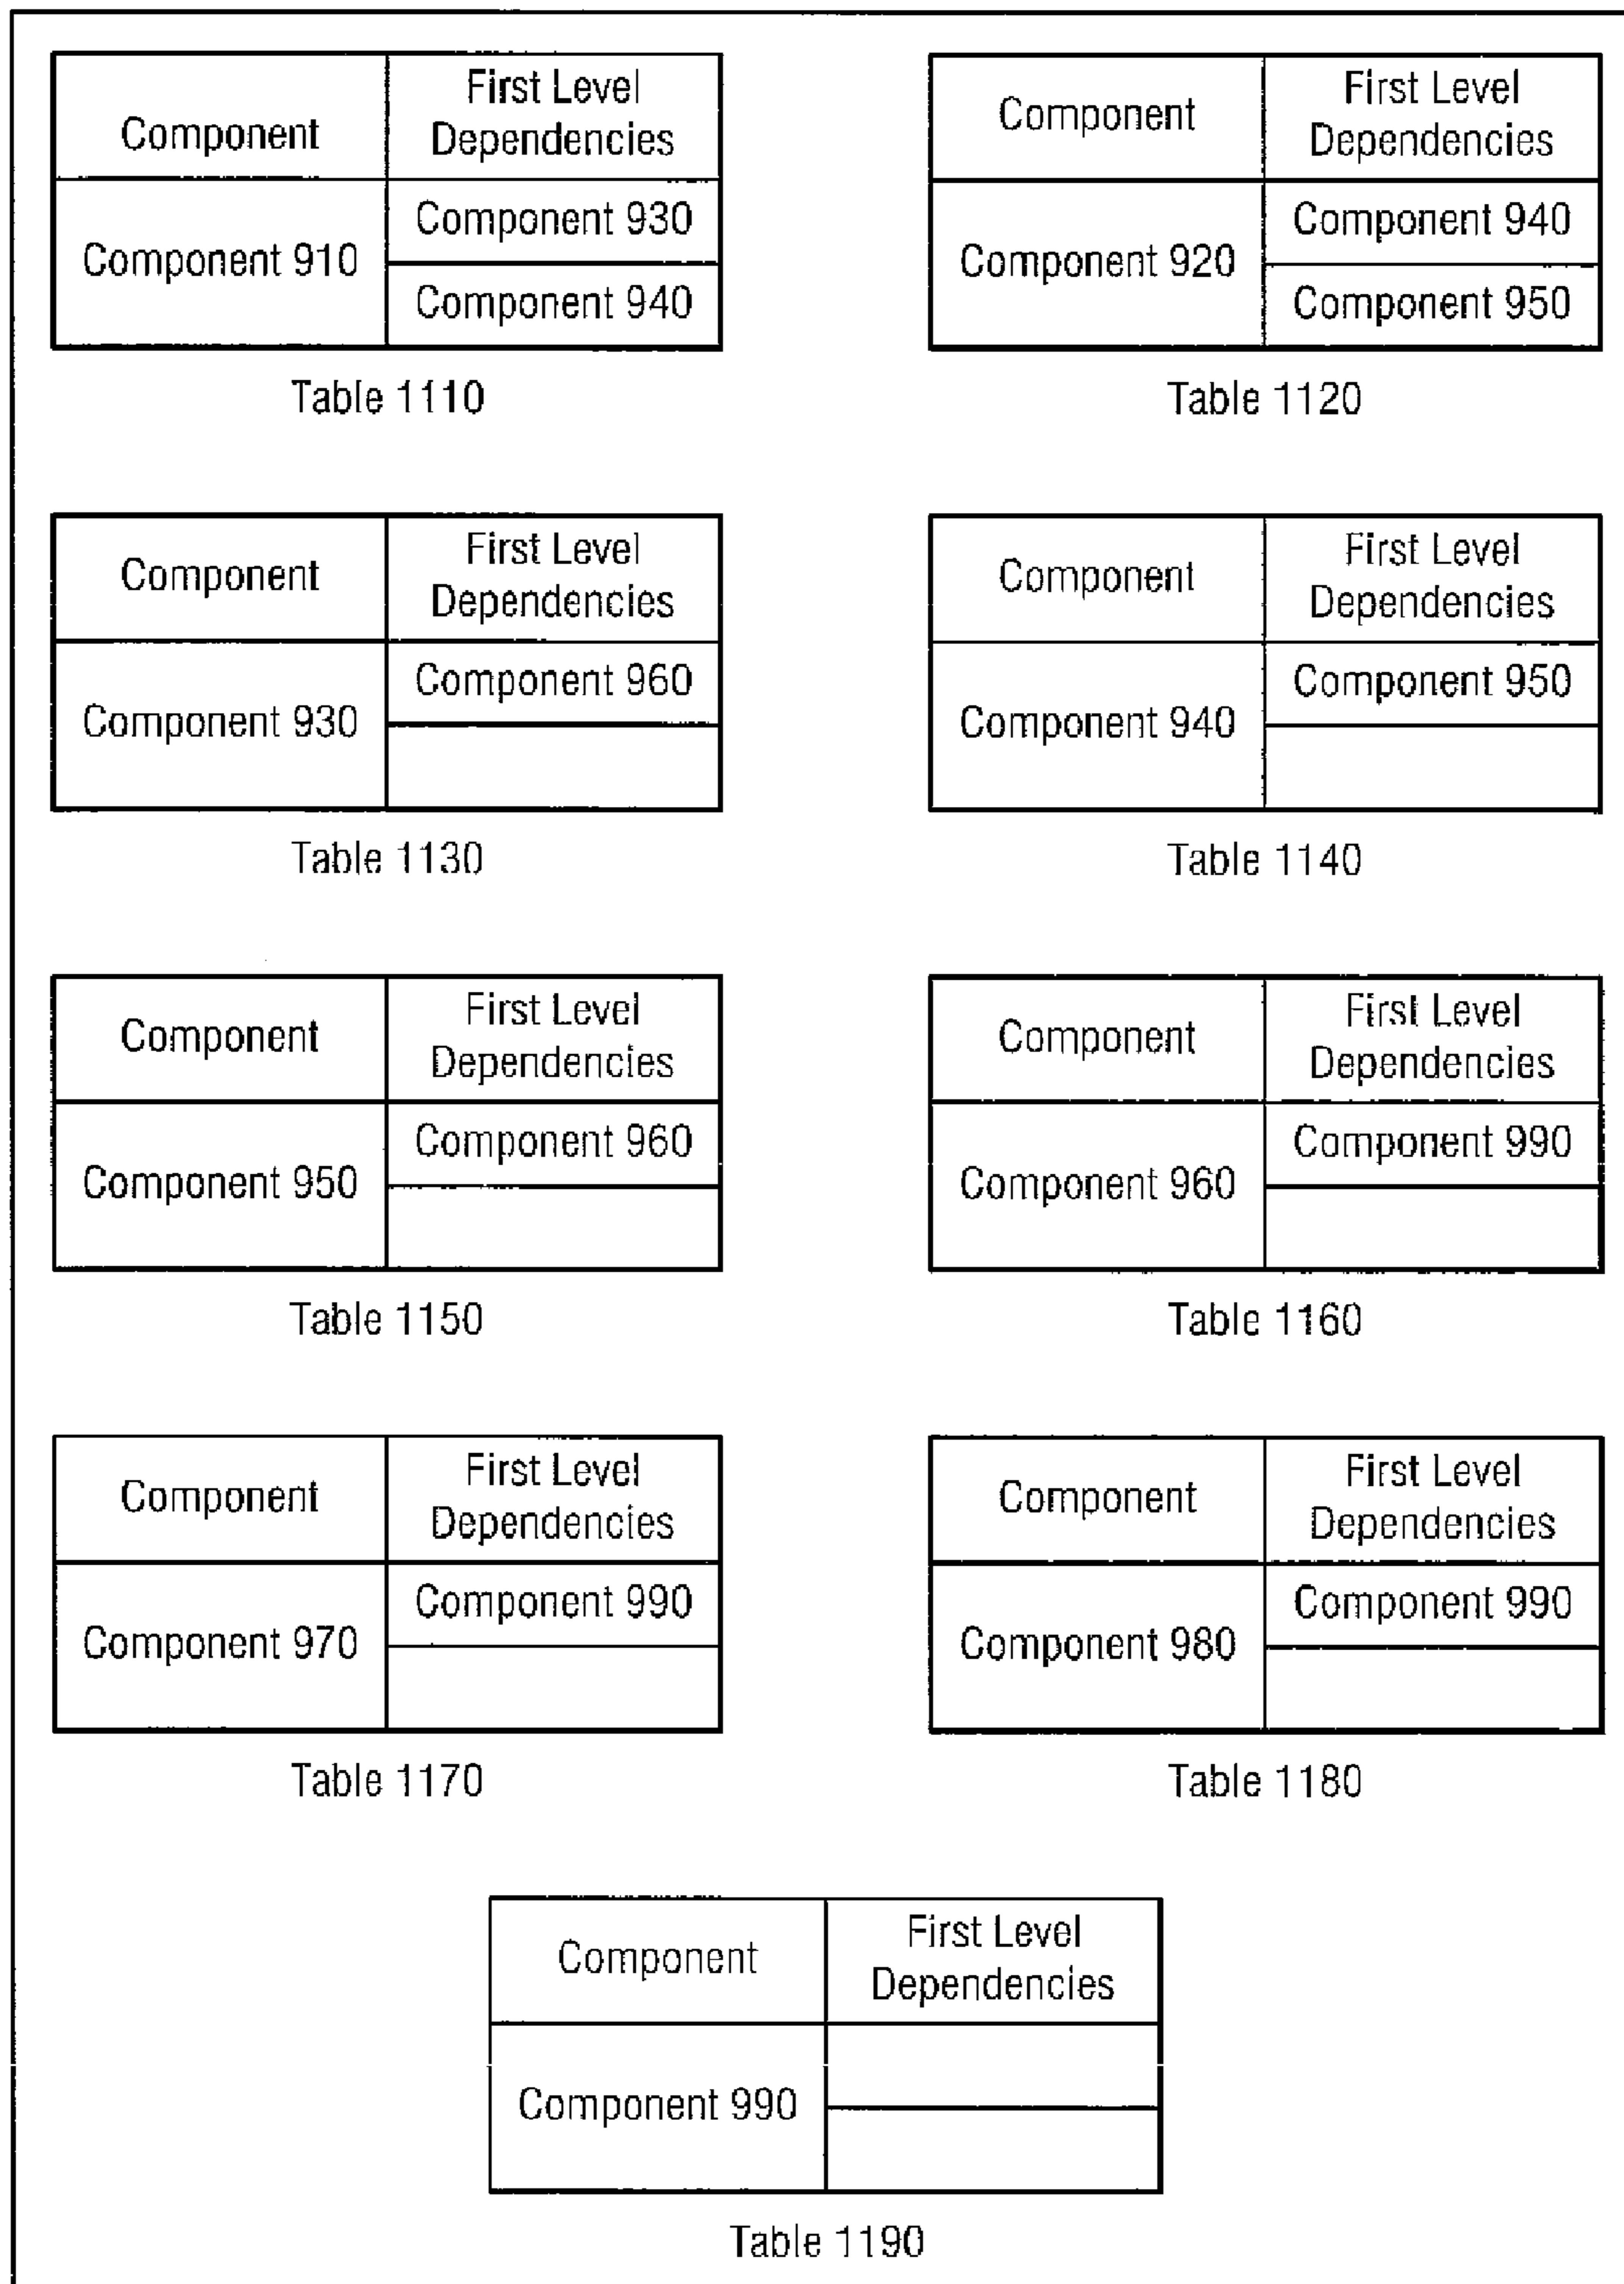 Component
First Level
Dependencies
Component 910
Component 930
Component 940
Table 1110
Component
First Level
Dependencies
Component 920
Component 940
Component 950
Table 1120
Component
First Level
Dependencies
Component 930
Component 960
Table 1130
Component
First Level
Dependencies
Component 940
Component 950
Table 1140
Component
First Level
Dependencies
Component 950
Component 960
Table 1150
Component
First Level
Dependencies
Component 960
Component 990
Table 1160
Component
First Level
Dependencies
Component 970
Component 990
Table 1170
Component
First Level
Dependencies
Component 980
Component 990
Table 1180
Component
First Level
Dependencies
Component 990
Table 1190